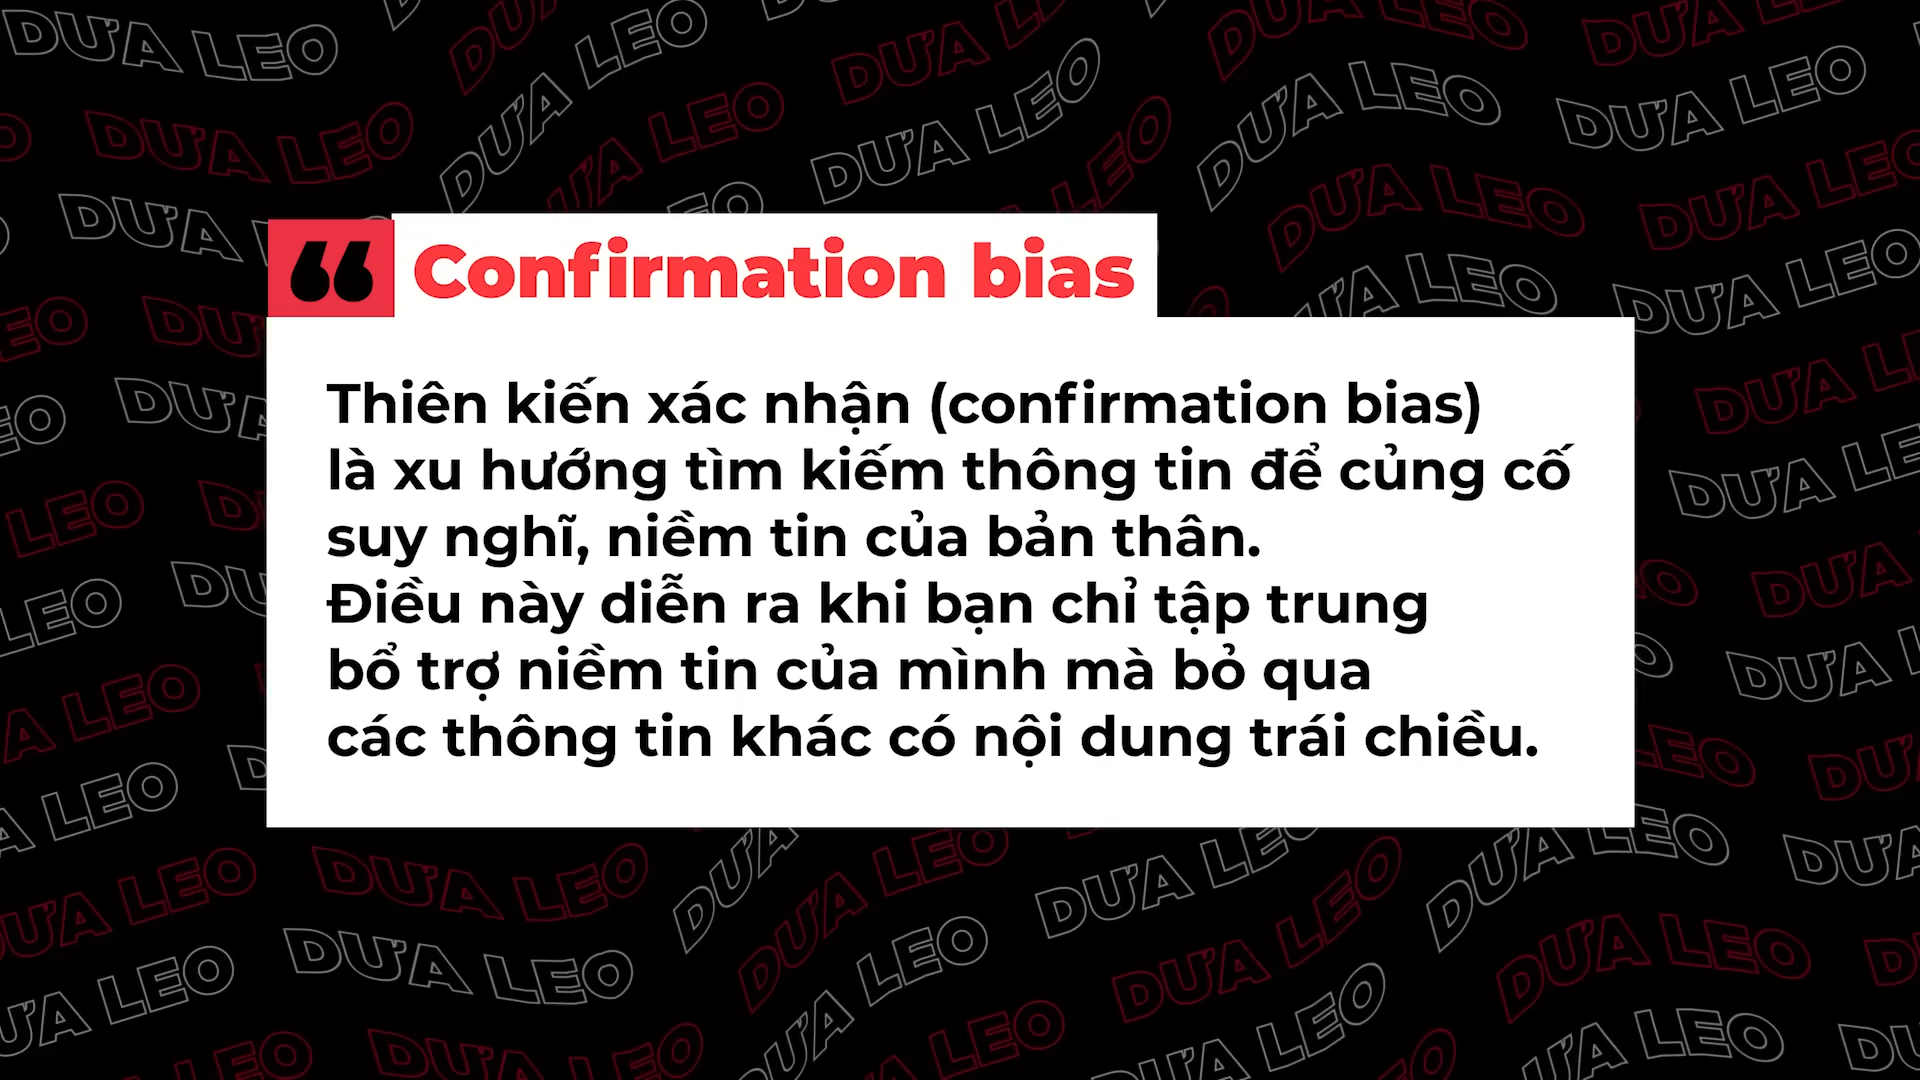 Confirmation bias
Thiên kiến xác nhận (confirmation bias)
là xu hướng tìm kiếm thông tin để củng cố
suy nghĩ, niềm tin của bản thân.
Điều này diễn ra khi bạn chỉ tập trung
bổ trợ niềm tin của mình mà bỏ qua
các thông tin khác có nội dung trái chiều.
DƯA LEO